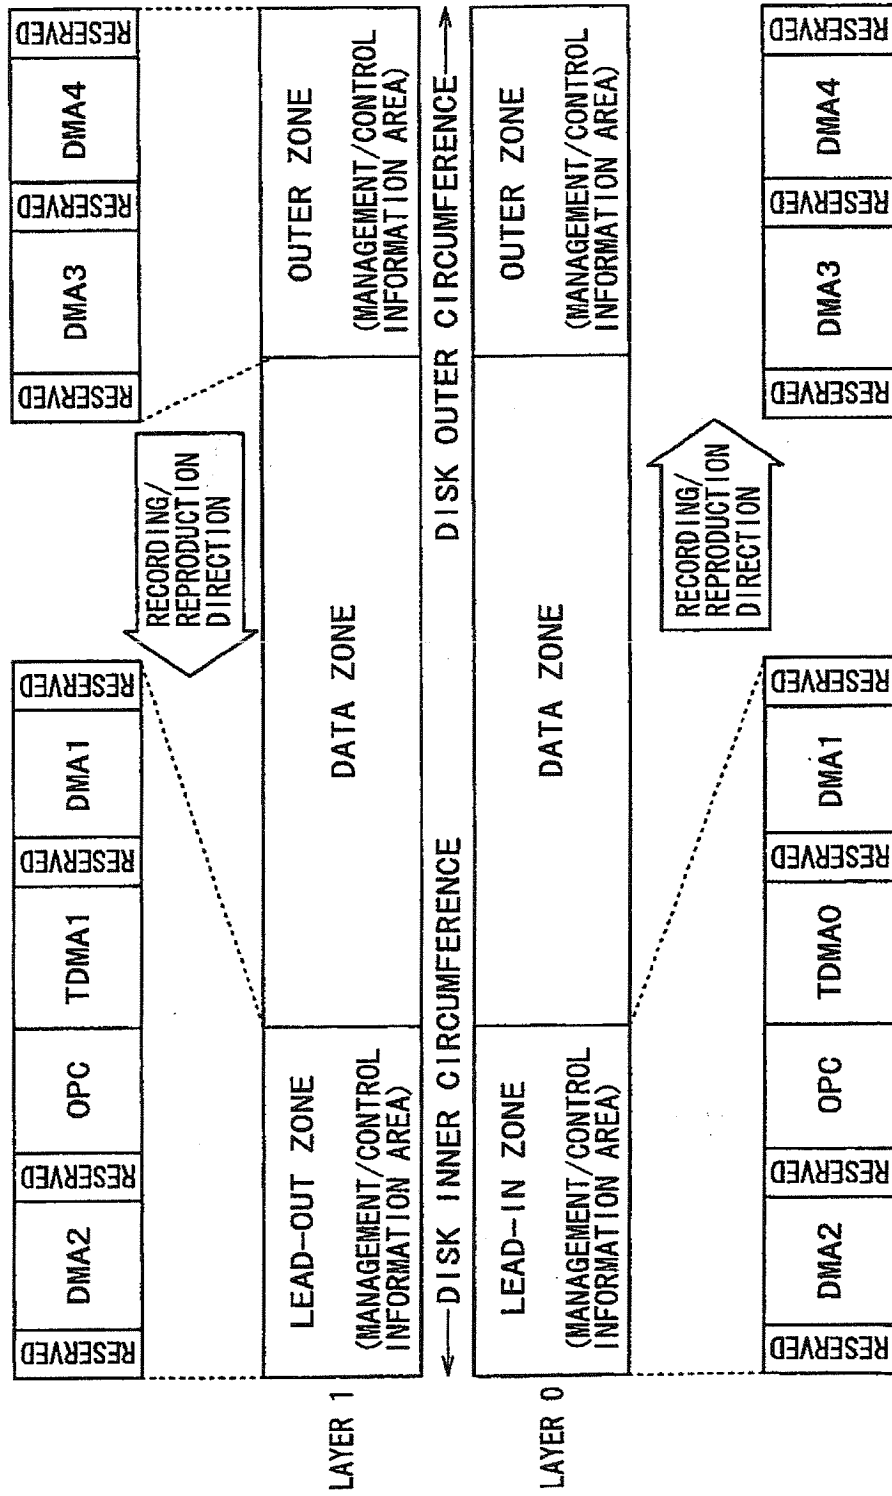 RESERVED
DMA2
RESERVED
OPC
TDMA1
RESERVED
DMA1
RESERVED
RESERVED
DMA3
RESERVED
DMA4
RESERVED
RECORDING/
REPRODUCTION
DIRECTION
LAYER 1
LEAD-OUT ZONE
(MANAGEMENT/CONTROL
INFORMATION AREA)
DATA ZONE
OUTER ZONE
(MANAGEMENT/CONTROL
INFORMATION AREA)
DISK INNER CIRCUMFERENCE
DISK OUTER CIRCUMFERENCE
LAYER 0
LEAD-IN ZONE
(MANAGEMENT/CONTROL
INFORMATION AREA)
DATA ZONE
OUTER ZONE
(MANAGEMENT/CONTROL
INFORMATION AREA)
RECORDING/
REPRODUCTION
DIRECTION
RESERVED
DMA2
RESERVED
OPC
TDMA0
RESERVED
DMA1
RESERVED
RESERVED
DMA3
RESERVED
DMA4
RESERVED